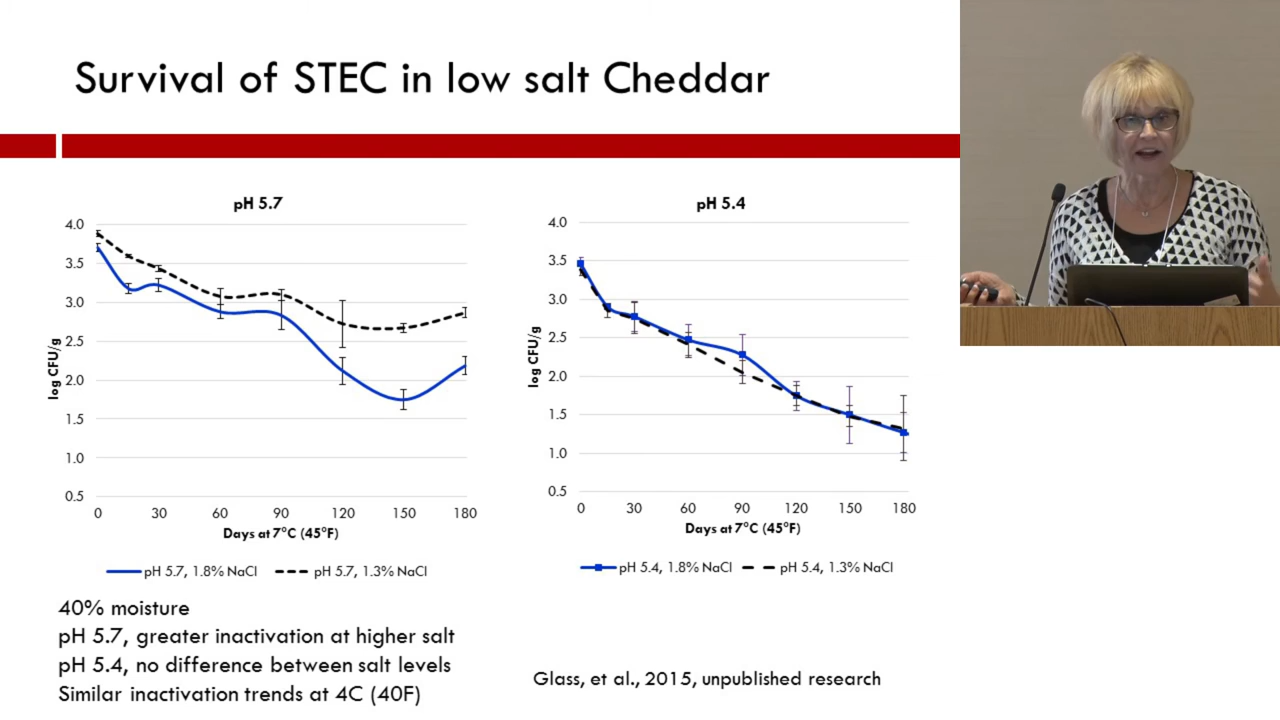 Survival of STEC in low salt Cheddar
pH 5.7
4.0
3.5
3.0
2.5
2.0
1.5
1.0
0.5
log CFU/g
0 30 60 90 120 150 180
Days at 7°C (45°F)
pH 5.7, 1.8% NaCl pH 5.7, 1.3% NaCl
pH 5.4
4.0
3.5
3.0
2.5
2.0
1.5
1.0
0.5
log CFU/g
0 30 60 90 120 150 180
Days at 7°C (45°F)
pH 5.4, 1.8% NaCl pH 5.4, 1.3% NaCl
40% moisture
pH 5.7, greater inactivation at higher salt
pH 5.4, no difference between salt levels
Similar inactivation trends at 4C (40F)
Glass, et al., 2015, unpublished research